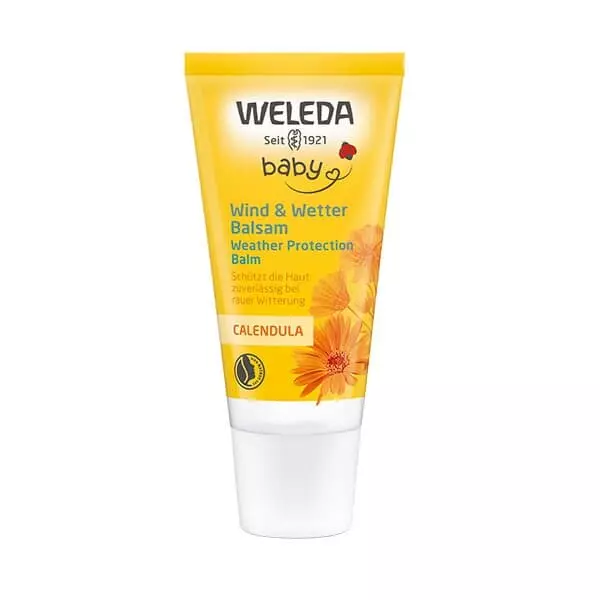 WELEDA
Seit 1921
baby
Wind & Wetter
Balsam
Weather Protection
Balm
Schützt die Haut
zuverlässig bei
rauer Witterung
CALENDULA